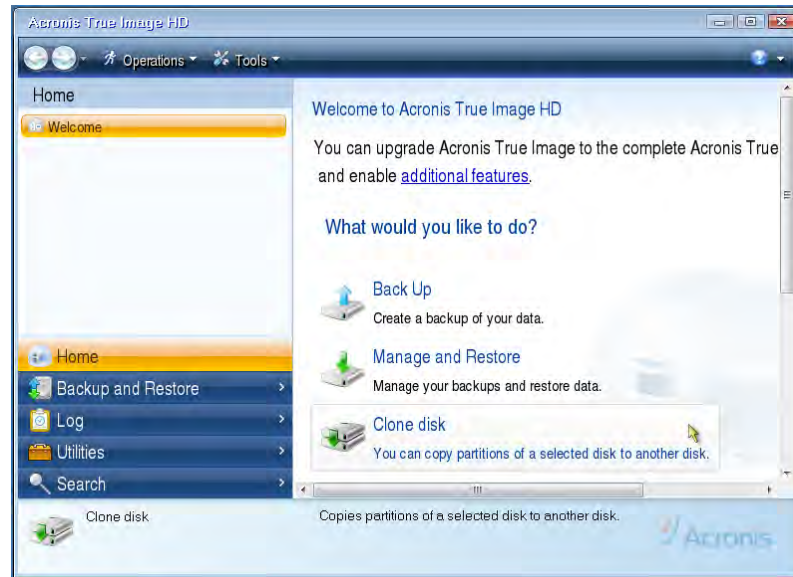 Acronis True Image HD
Operations Tools
Home
Welcome
Home
Backup and Restore
Log
Utilities
Search
Welcome to Acronis True Image HD
You can upgrade Acronis True Image to the complete Acronis True
and enable additional features.
What would you like to do?
Back Up
Create a backup of your data.
Manage and Restore
Manage your backups and restore data.
Clone disk
You can copy partitions of a selected disk to another disk.
Clone disk
Copies partitions of a selected disk to another disk.
Acronis